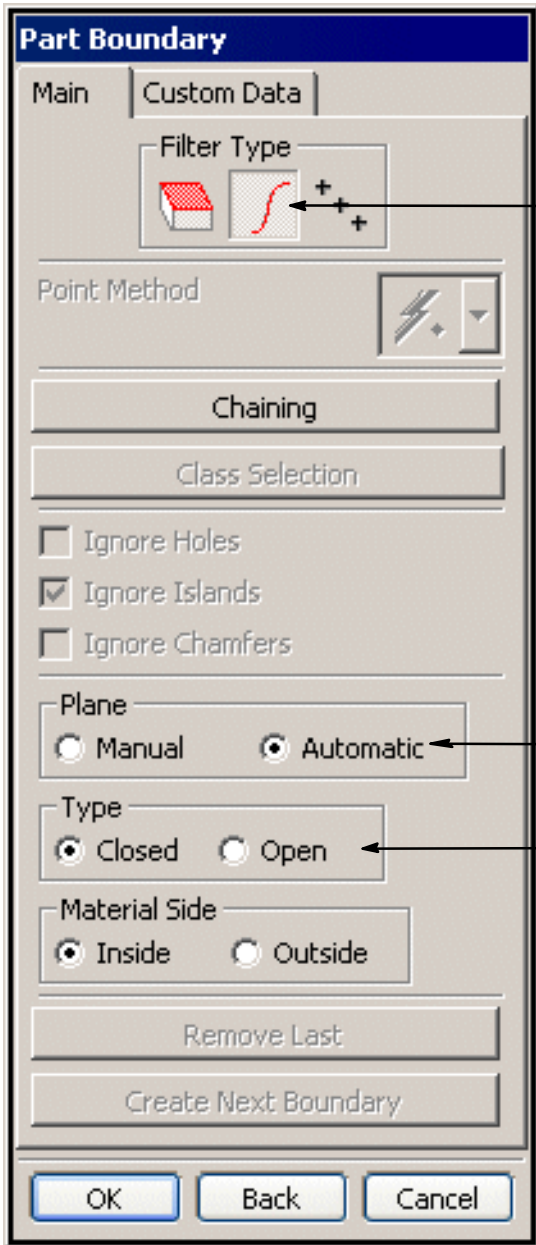 Part Boundary
Main Custom Data
Filter Type
Point Method
Chaining
Class Selection
Ignore Holes
Ignore Islands
Ignore Chamfers
Plane
Manual Automatic
Type
Closed Open
Material Side
Inside Outside
Remove Last
Create Next Boundary
OK Back Cancel